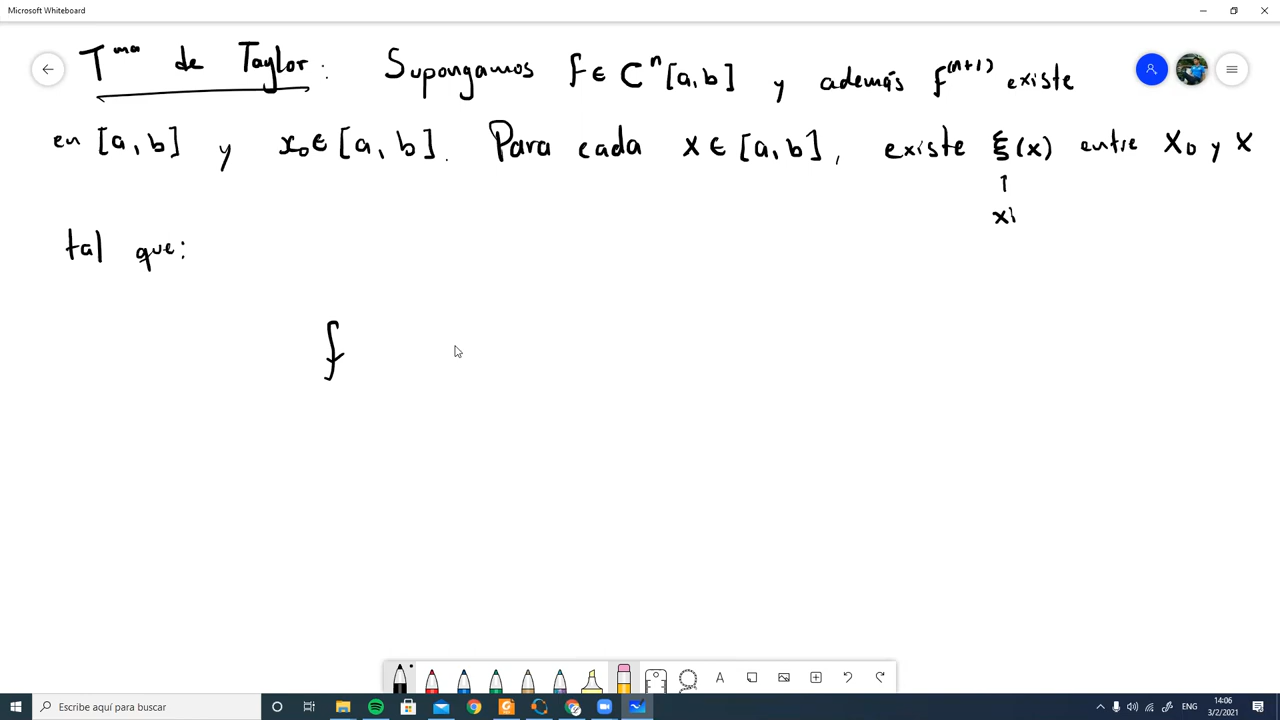 Microsoft Whiteboard
Tma de Taylor: Supongamos f ∈ C^n [a,b] y además f^(n+1) existe
en [a,b] y x₀ ∈ [a,b]. Para cada x ∈ [a,b], existe ξ(x) entre x₀ y x
↑
xi
tal que:
f
A
Escribe aquí para buscar
ENG
14:06
3/2/2021